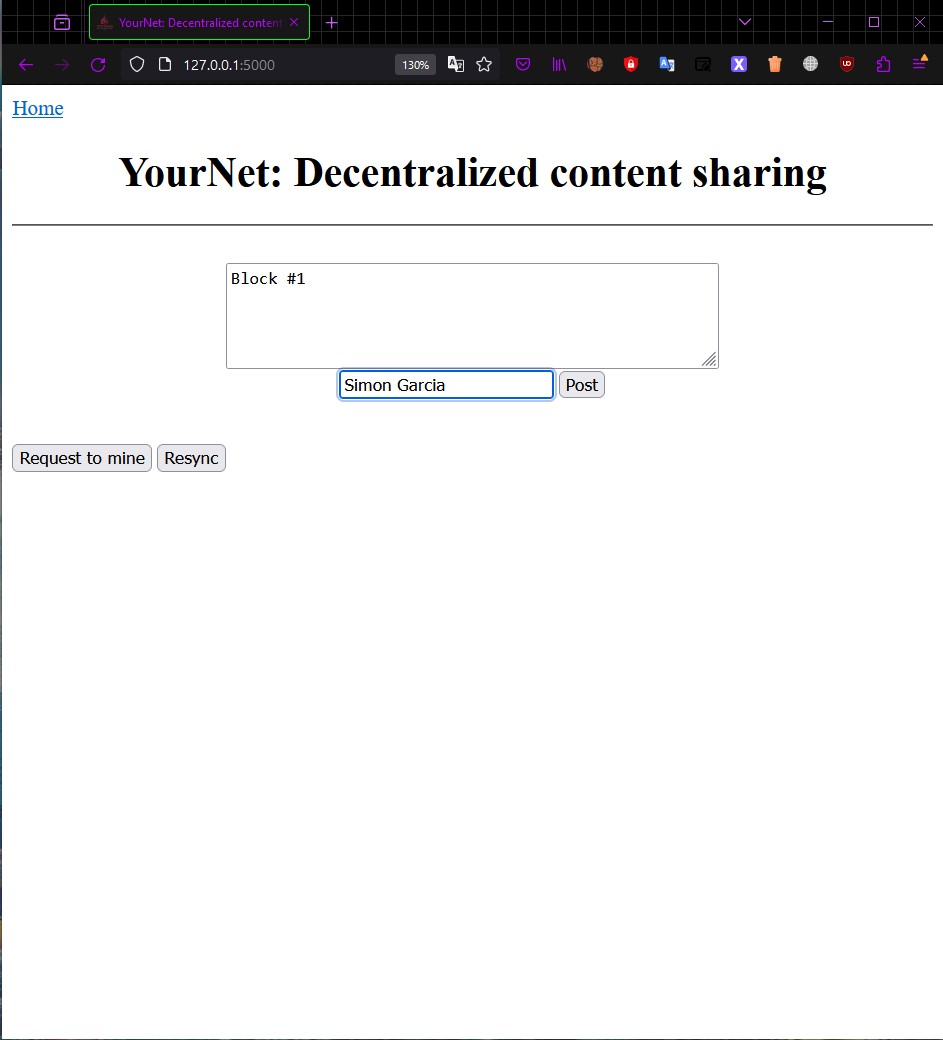 YourNet: Decentralized conten
127.0.0.1:5000
130%
Home
YourNet: Decentralized content sharing
Block #1
Simon Garcia
Post
Request to mine
Resync